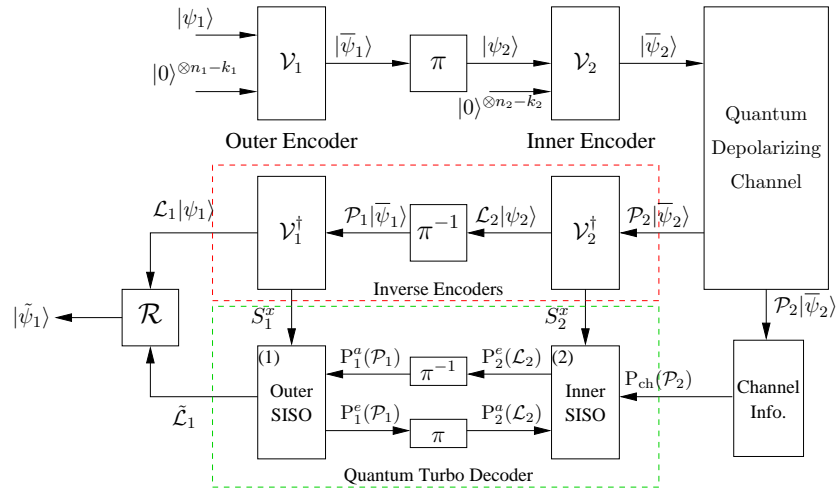 |ψ₁⟩
|0⟩^{⊗n₁−k₁}
𝒱₁
|ψ̅₁⟩
π
|ψ₂⟩
|0⟩^{⊗n₂−k₂}
𝒱₂
|ψ̅₂⟩
Outer Encoder
Inner Encoder
Quantum
Depolarizing
Channel
ℒ₁|ψ₁⟩
𝒱₁†
𝒫₁|ψ̅₁⟩
π⁻¹
ℒ₂|ψ₂⟩
𝒱₂†
𝒫₂|ψ̅₂⟩
Inverse Encoders
|ψ̃₁⟩
ℛ
S₁ˣ
S₂ˣ
𝒫₂|ψ̅₂⟩
(1)
Outer
SISO
P₁ᵃ(𝒫₁)
π⁻¹
P₂ᵉ(ℒ₂)
(2)
Inner
SISO
P_ch(𝒫₂)
Channel
Info.
ℒ̃₁
P₁ᵉ(𝒫₁)
π
P₂ᵃ(ℒ₂)
Quantum Turbo Decoder